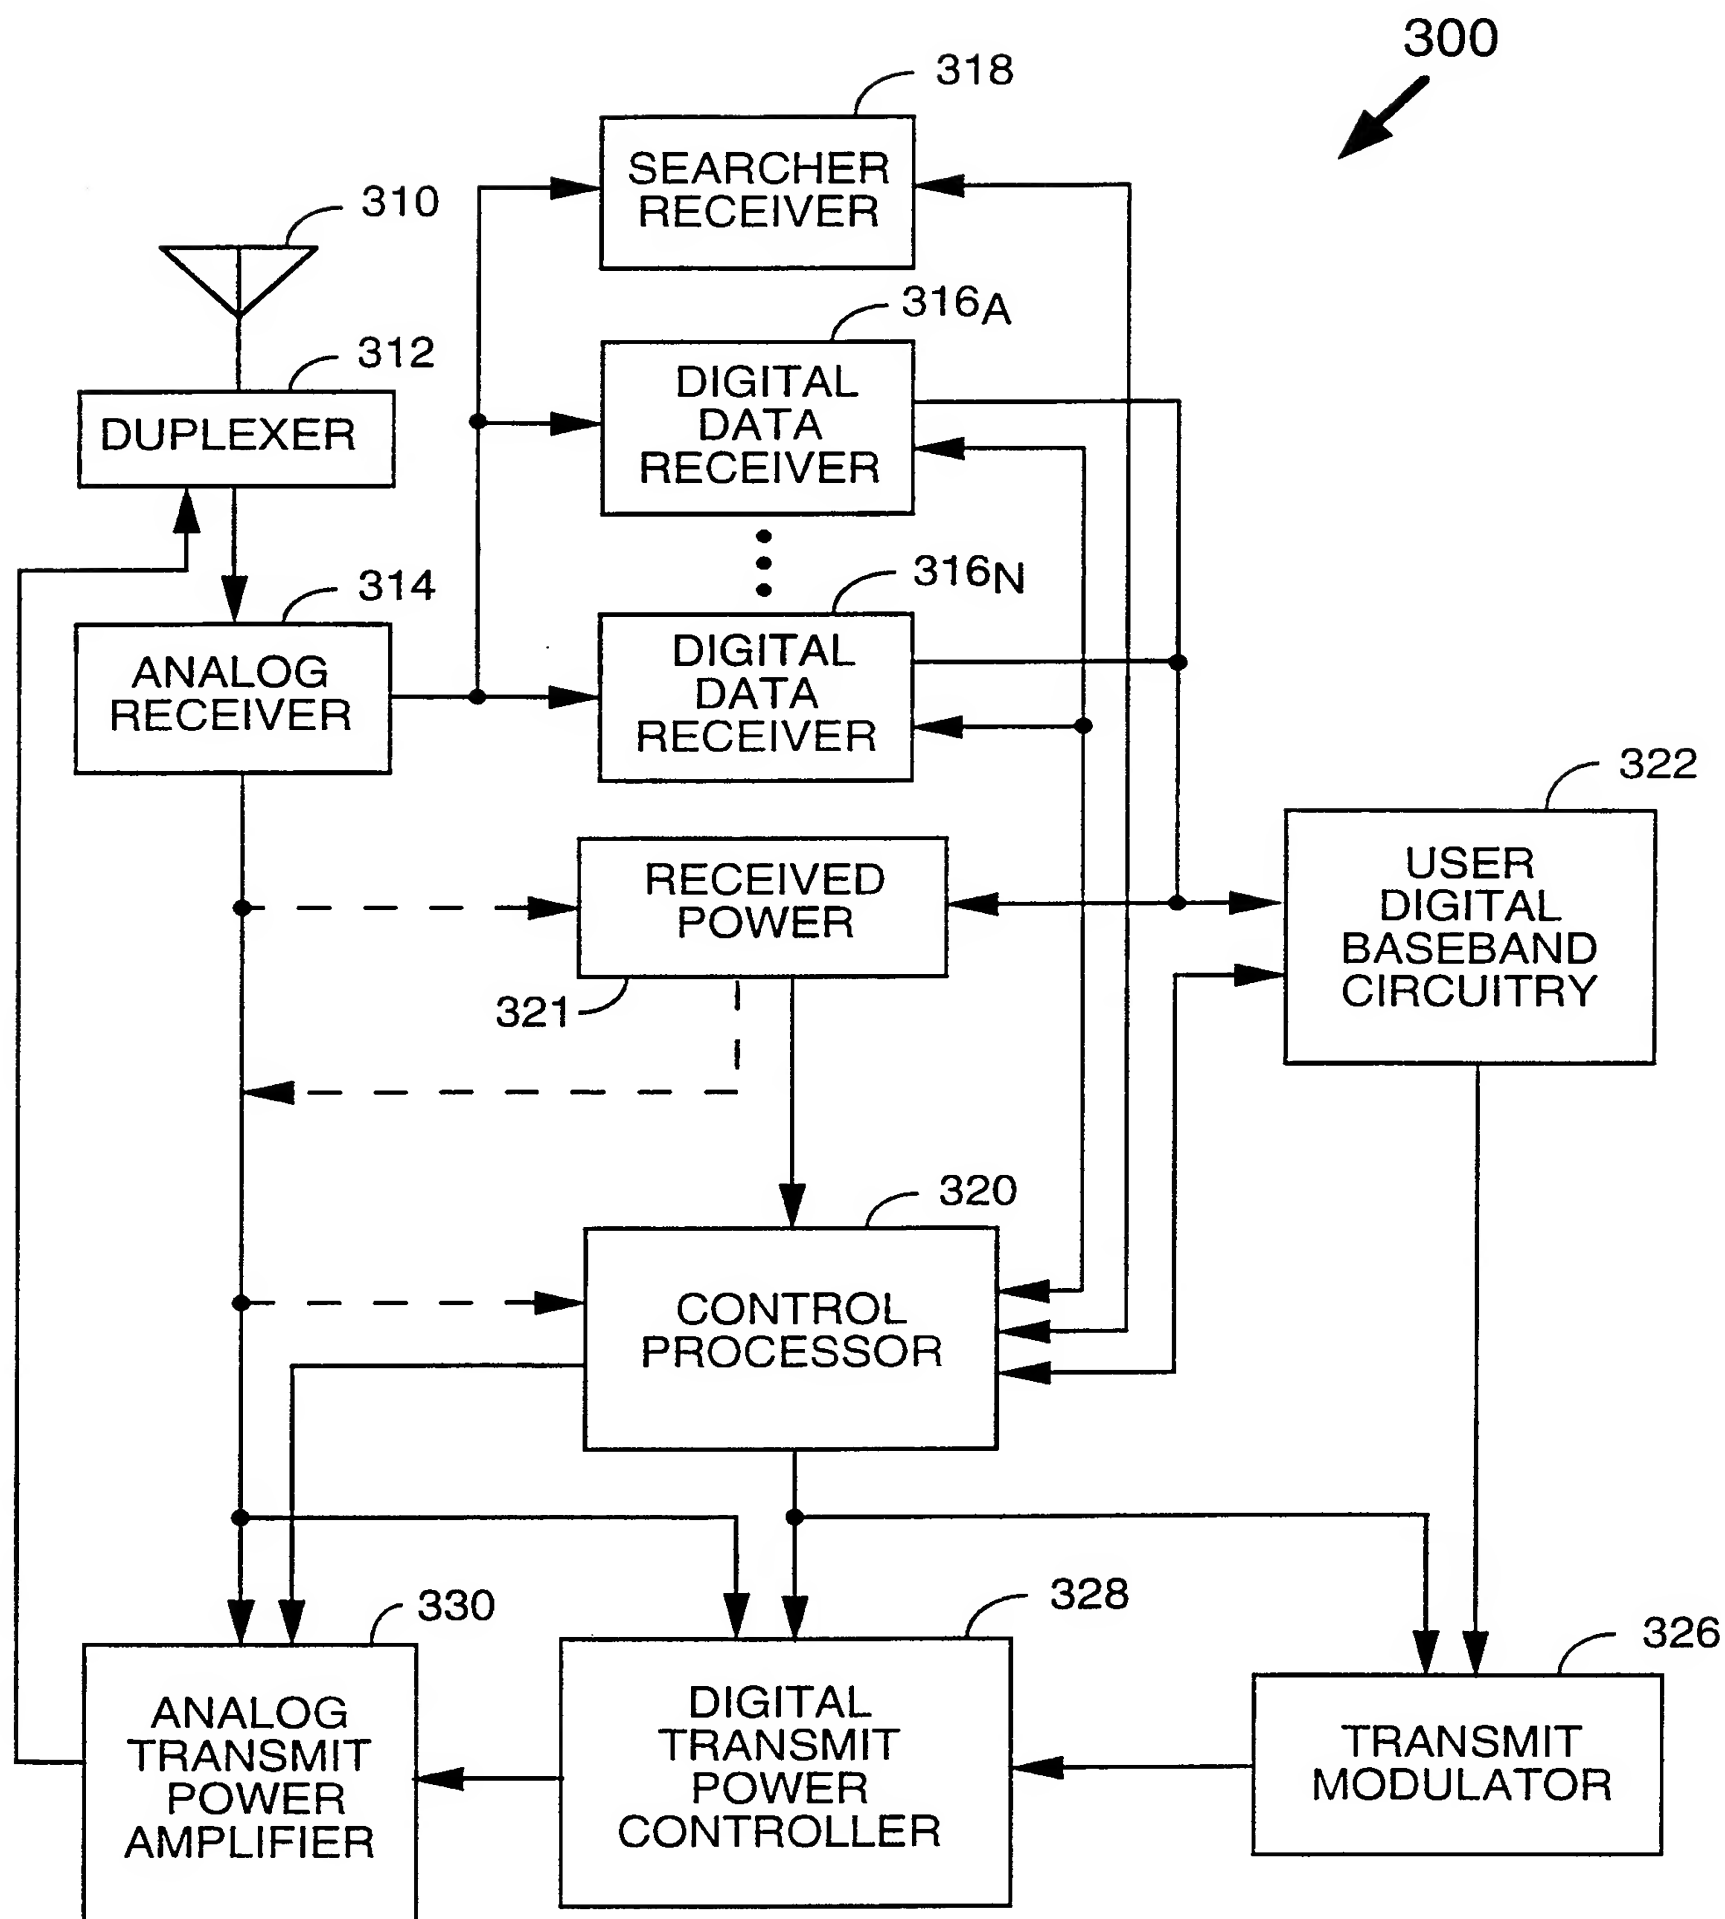 300
318
SEARCHER
RECEIVER
310
316A
312
DIGITAL
DATA
RECEIVER
DUPLEXER
316N
314
DIGITAL
DATA
RECEIVER
ANALOG
RECEIVER
322
RECEIVED
POWER
USER
DIGITAL
BASEBAND
CIRCUITRY
321
320
CONTROL
PROCESSOR
330
328
326
ANALOG
TRANSMIT
POWER
AMPLIFIER
DIGITAL
TRANSMIT
POWER
CONTROLLER
TRANSMIT
MODULATOR